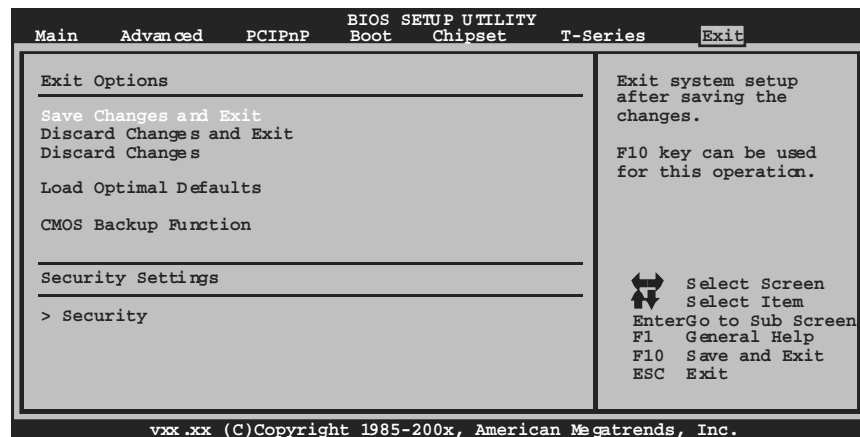 BIOS SETUP UTILITY
Main Advanced PCIPnP Boot Chipset T-Series Exit
Exit Options
Save Changes and Exit
Discard Changes and Exit
Discard Changes
Load Optimal Defaults
CMOS Backup Function
Security Settings
> Security
Exit system setup
after saving the
changes.
F10 key can be used
for this operation.
Select Screen
Select Item
EnterGo to Sub Screen
F1 General Help
F10 Save and Exit
ESC Exit
vxx.xx (C)Copyright 1985-200x, American Megatrends, Inc.